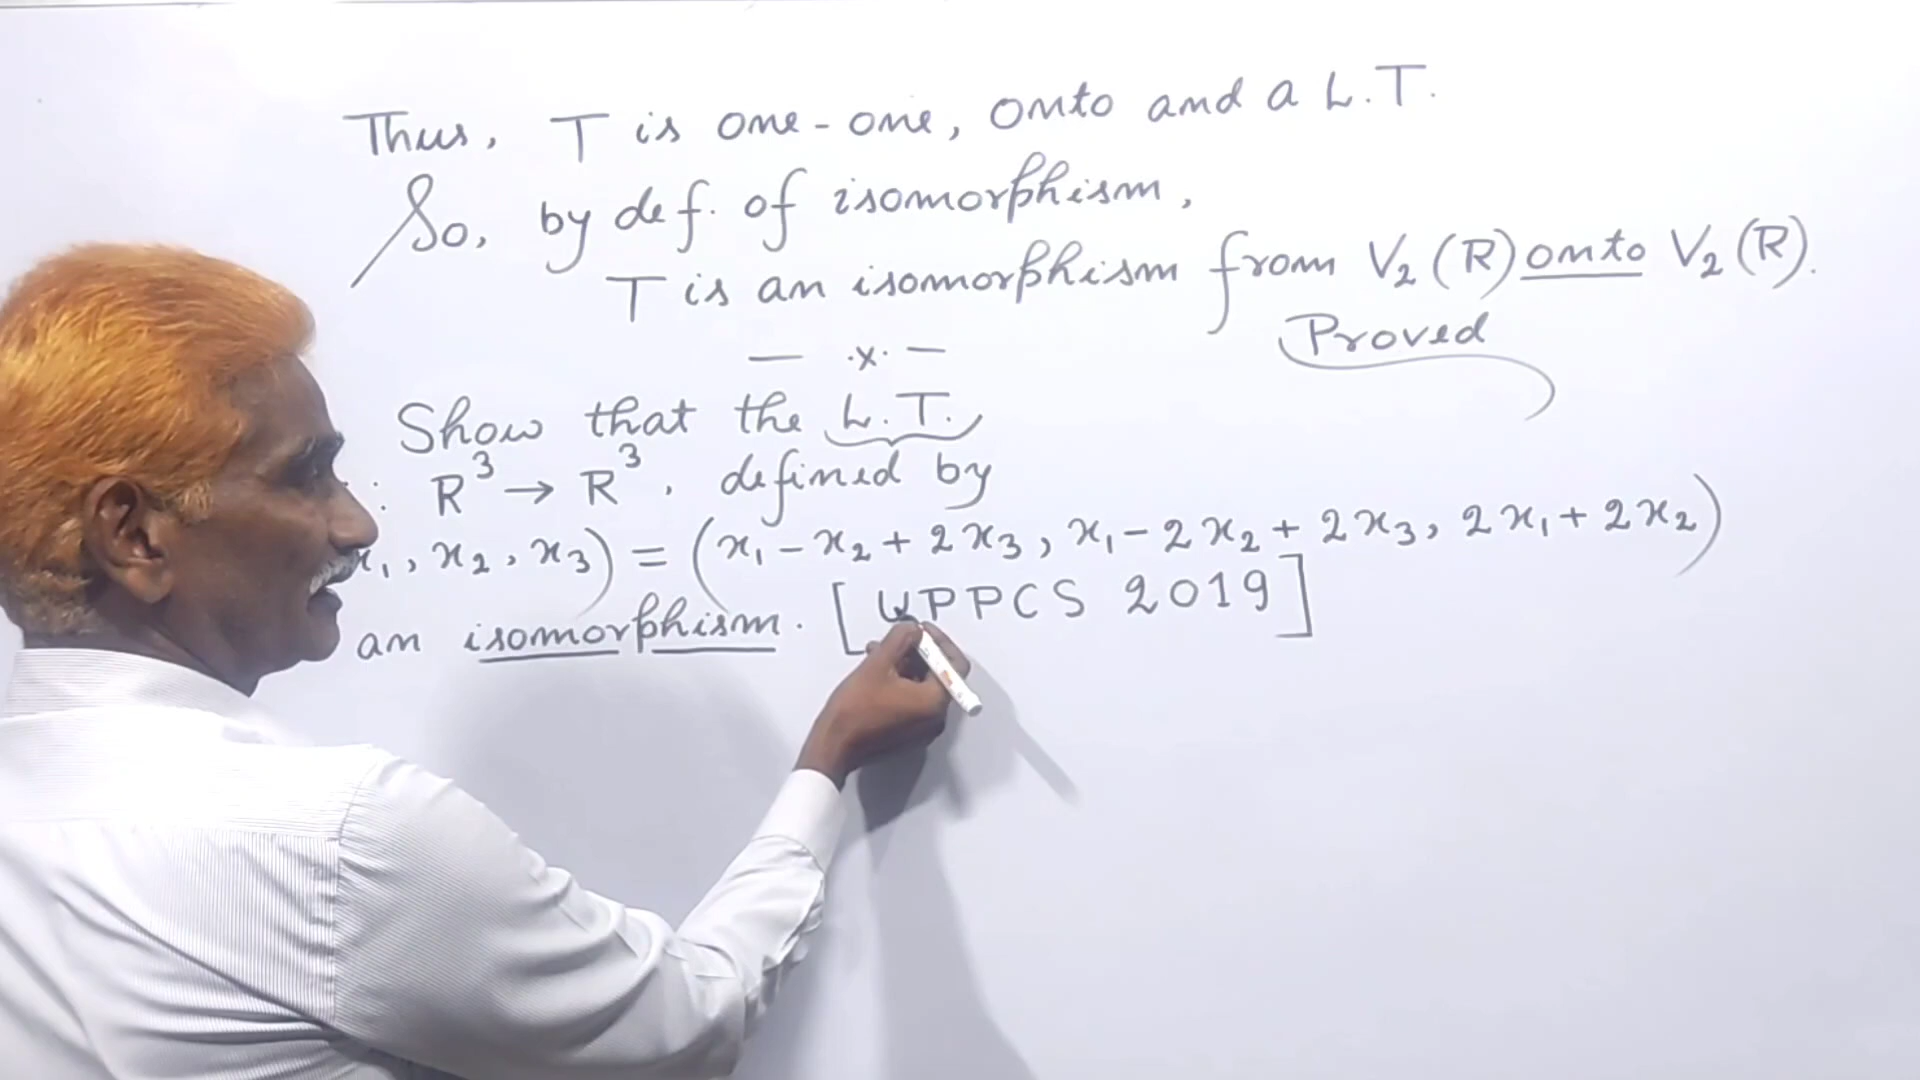 Thus, T is one-one, onto and a L.T.
So, by def. of isomorphism,
T is an isomorphism from V₂(R) onto V₂(R).
Proved
— .x. —
Show that the L.T.
: R³ → R³, defined by
x₁, x₂, x₃) = (x₁ - x₂ + 2x₃, x₁ - 2x₂ + 2x₃, 2x₁ + 2x₂)
an isomorphism. [UPPCS 2019]